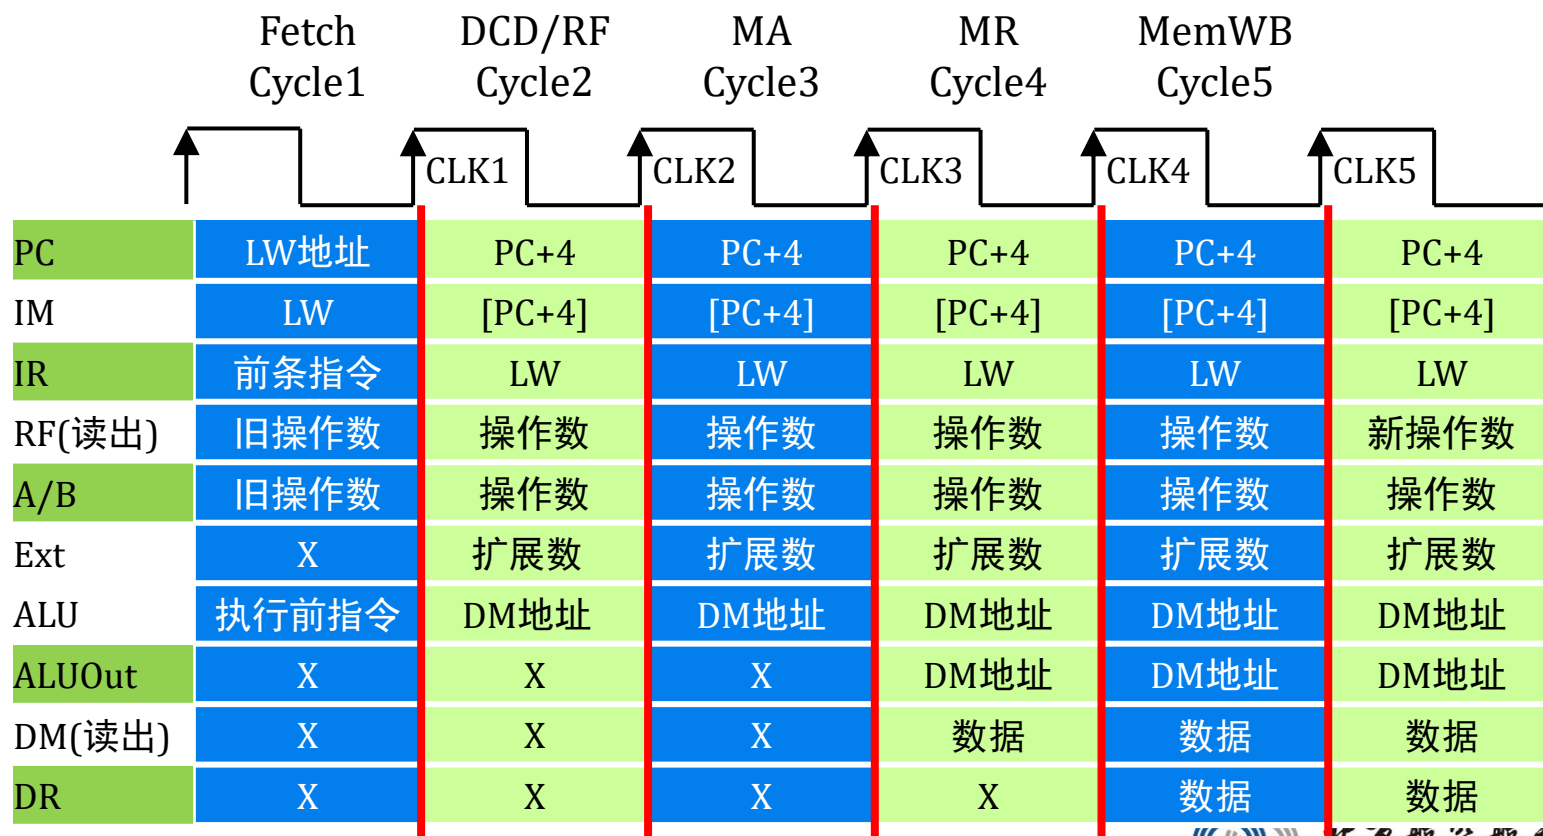 Fetch DCD/RF MA MR MemWB
Cycle1 Cycle2 Cycle3 Cycle4 Cycle5
CLK1 CLK2 CLK3 CLK4 CLK5
PC LW地址 PC+4 PC+4 PC+4 PC+4 PC+4
IM LW [PC+4] [PC+4] [PC+4] [PC+4] [PC+4]
IR 前条指令 LW LW LW LW LW
RF(读出) 旧操作数 操作数 操作数 操作数 操作数 新操作数
A/B 旧操作数 操作数 操作数 操作数 操作数 操作数
Ext X 扩展数 扩展数 扩展数 扩展数 扩展数
ALU 执行前指令 DM地址 DM地址 DM地址 DM地址 DM地址
ALUOut X X X DM地址 DM地址 DM地址
DM(读出) X X X 数据 数据 数据
DR X X X X 数据 数据